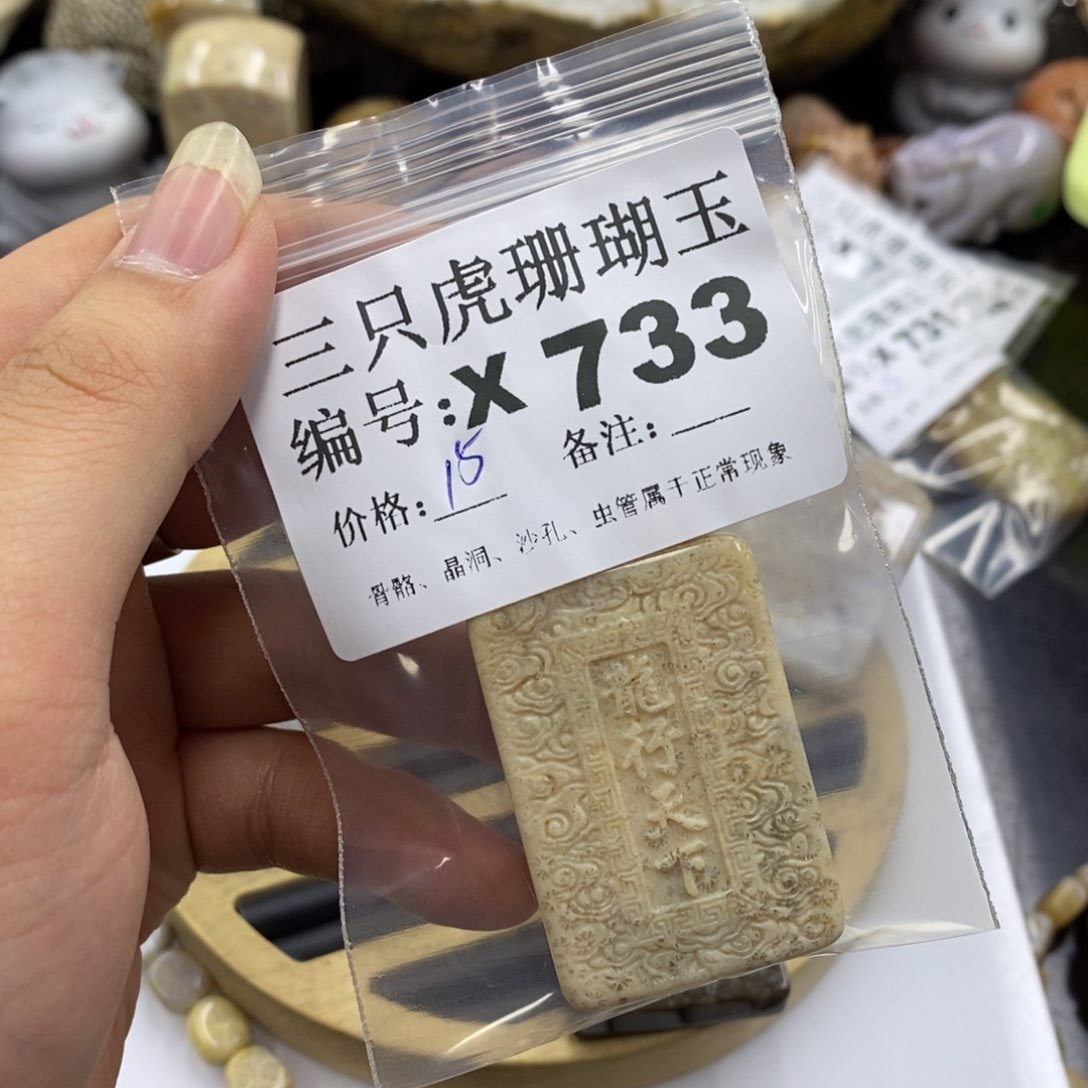 三只虎珊瑚玉
编号:X 733
价格: 15 备注:
骨骼、晶洞、沙孔、虫管属于正常现象
龍行天下
X 731